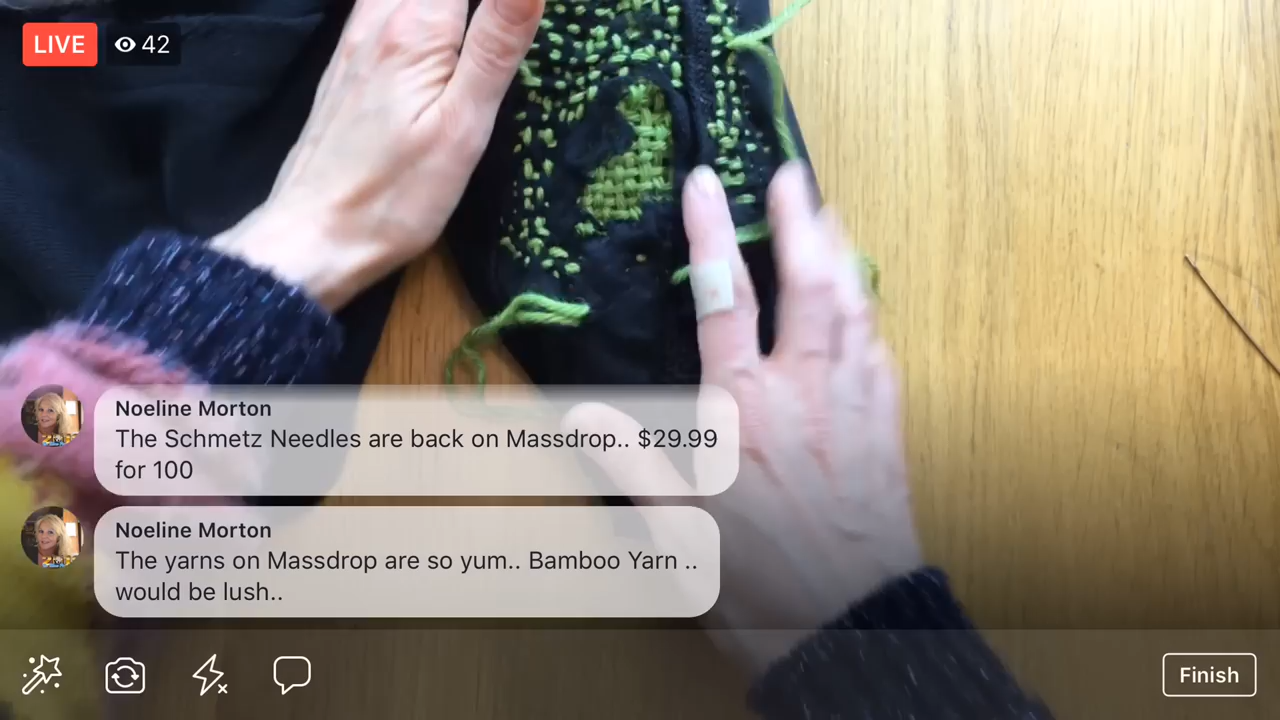 LIVE 42
Noeline Morton
The Schmetz Needles are back on Massdrop.. $29.99
for 100
Noeline Morton
The yarns on Massdrop are so yum.. Bamboo Yarn ..
would be lush..
Finish